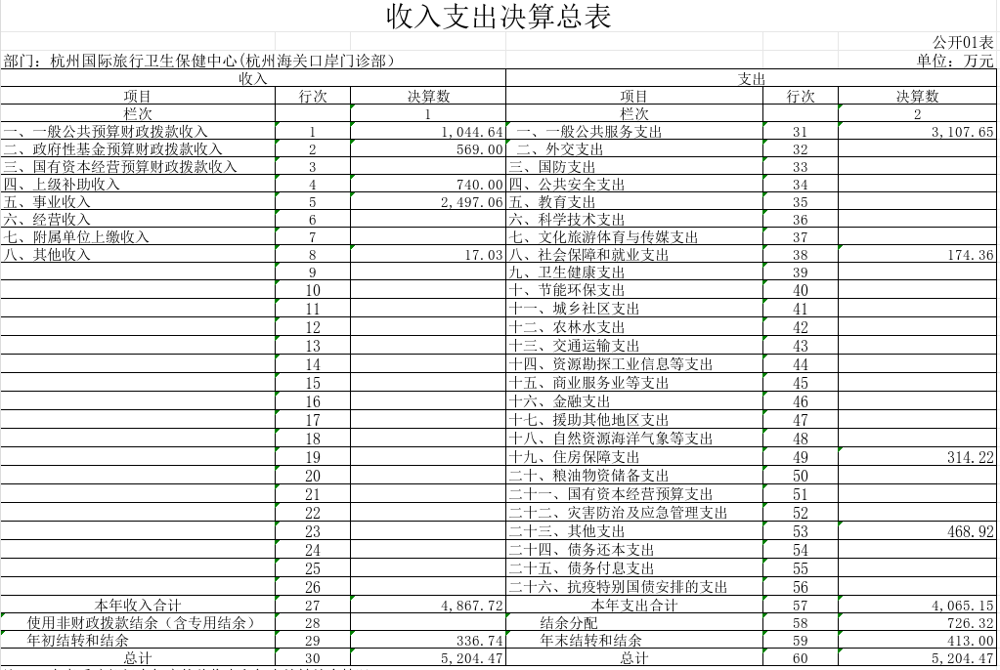 收入支出决算总表
公开01表
部门：杭州国际旅行卫生保健中心(杭州海关口岸门诊部） 单位：万元
收入 支出
项目 行次 决算数 项目 行次 决算数
栏次 1 栏次 2
一、一般公共预算财政拨款收入 1 1,044.64 一、一般公共服务支出 31 3,107.65
二、政府性基金预算财政拨款收入 2 569.00 二、外交支出 32
三、国有资本经营预算财政拨款收入 3 三、国防支出 33
四、上级补助收入 4 740.00 四、公共安全支出 34
五、事业收入 5 2,497.06 五、教育支出 35
六、经营收入 6 六、科学技术支出 36
七、附属单位上缴收入 7 七、文化旅游体育与传媒支出 37
八、其他收入 8 17.03 八、社会保障和就业支出 38 174.36
9 九、卫生健康支出 39
10 十、节能环保支出 40
11 十一、城乡社区支出 41
12 十二、农林水支出 42
13 十三、交通运输支出 43
14 十四、资源勘探工业信息等支出 44
15 十五、商业服务业等支出 45
16 十六、金融支出 46
17 十七、援助其他地区支出 47
18 十八、自然资源海洋气象等支出 48
19 十九、住房保障支出 49 314.22
20 二十、粮油物资储备支出 50
21 二十一、国有资本经营预算支出 51
22 二十二、灾害防治及应急管理支出 52
23 二十三、其他支出 53 468.92
24 二十四、债务还本支出 54
25 二十五、债务付息支出 55
26 二十六、抗疫特别国债安排的支出 56
本年收入合计 27 4,867.72 本年支出合计 57 4,065.15
使用非财政拨款结余（含专用结余） 28 结余分配 58 726.32
年初结转和结余 29 336.74 年末结转和结余 59 413.00
总计 30 5,204.47 总计 60 5,204.47